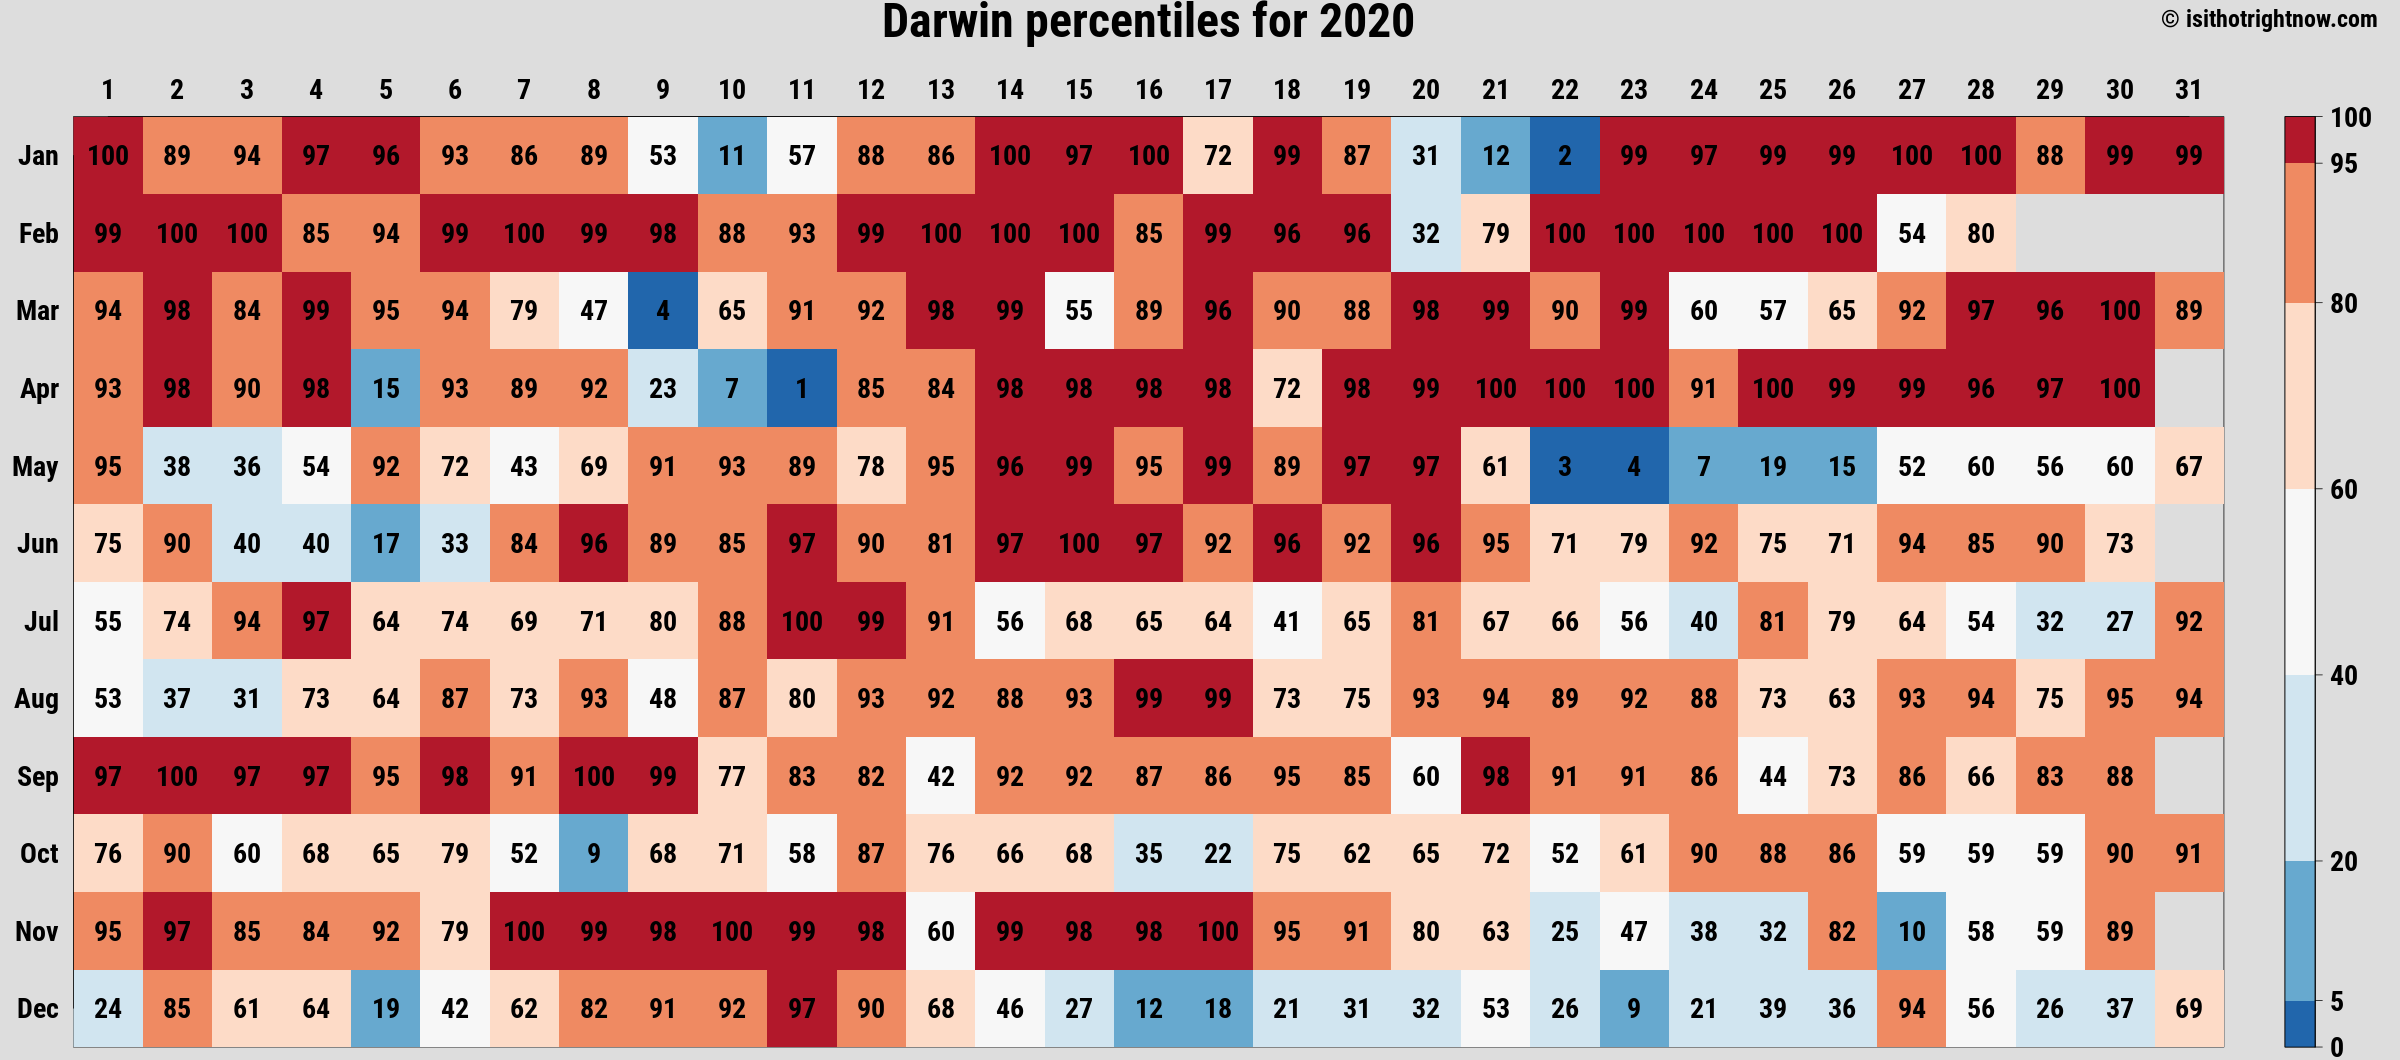 Darwin percentiles for 2020
© isithotrightnow.com
1 2 3 4 5 6 7 8 9 10 11 12 13 14 15 16 17 18 19 20 21 22 23 24 25 26 27 28 29 30 31
Jan 100 89 94 97 96 93 86 89 53 11 57 88 86 100 97 100 72 99 87 31 12 2 99 97 99 99 100 100 88 99 99
Feb 99 100 100 85 94 99 100 99 98 88 93 99 100 100 100 85 99 96 96 32 79 100 100 100 100 100 54 80
Mar 94 98 84 99 95 94 79 47 4 65 91 92 98 99 55 89 96 90 88 98 99 90 99 60 57 65 92 97 96 100 89
Apr 93 98 90 98 15 93 89 92 23 7 1 85 84 98 98 98 98 72 98 99 100 100 100 91 100 99 99 96 97 100
May 95 38 36 54 92 72 43 69 91 93 89 78 95 96 99 95 99 89 97 97 61 3 4 7 19 15 52 60 56 60 67
Jun 75 90 40 40 17 33 84 96 89 85 97 90 81 97 100 97 92 96 92 96 95 71 79 92 75 71 94 85 90 73
Jul 55 74 94 97 64 74 69 71 80 88 100 99 91 56 68 65 64 41 65 81 67 66 56 40 81 79 64 54 32 27 92
Aug 53 37 31 73 64 87 73 93 48 87 80 93 92 88 93 99 99 73 75 93 94 89 92 88 73 63 93 94 75 95 94
Sep 97 100 97 97 95 98 91 100 99 77 83 82 42 92 92 87 86 95 85 60 98 91 91 86 44 73 86 66 83 88
Oct 76 90 60 68 65 79 52 9 68 71 58 87 76 66 68 35 22 75 62 65 72 52 61 90 88 86 59 59 59 90 91
Nov 95 97 85 84 92 79 100 99 98 100 99 98 60 99 98 98 100 95 91 80 63 25 47 38 32 82 10 58 59 89
Dec 24 85 61 64 19 42 62 82 91 92 97 90 68 46 27 12 18 21 31 32 53 26 9 21 39 36 94 56 26 37 69
100
95
80
60
40
20
5
0